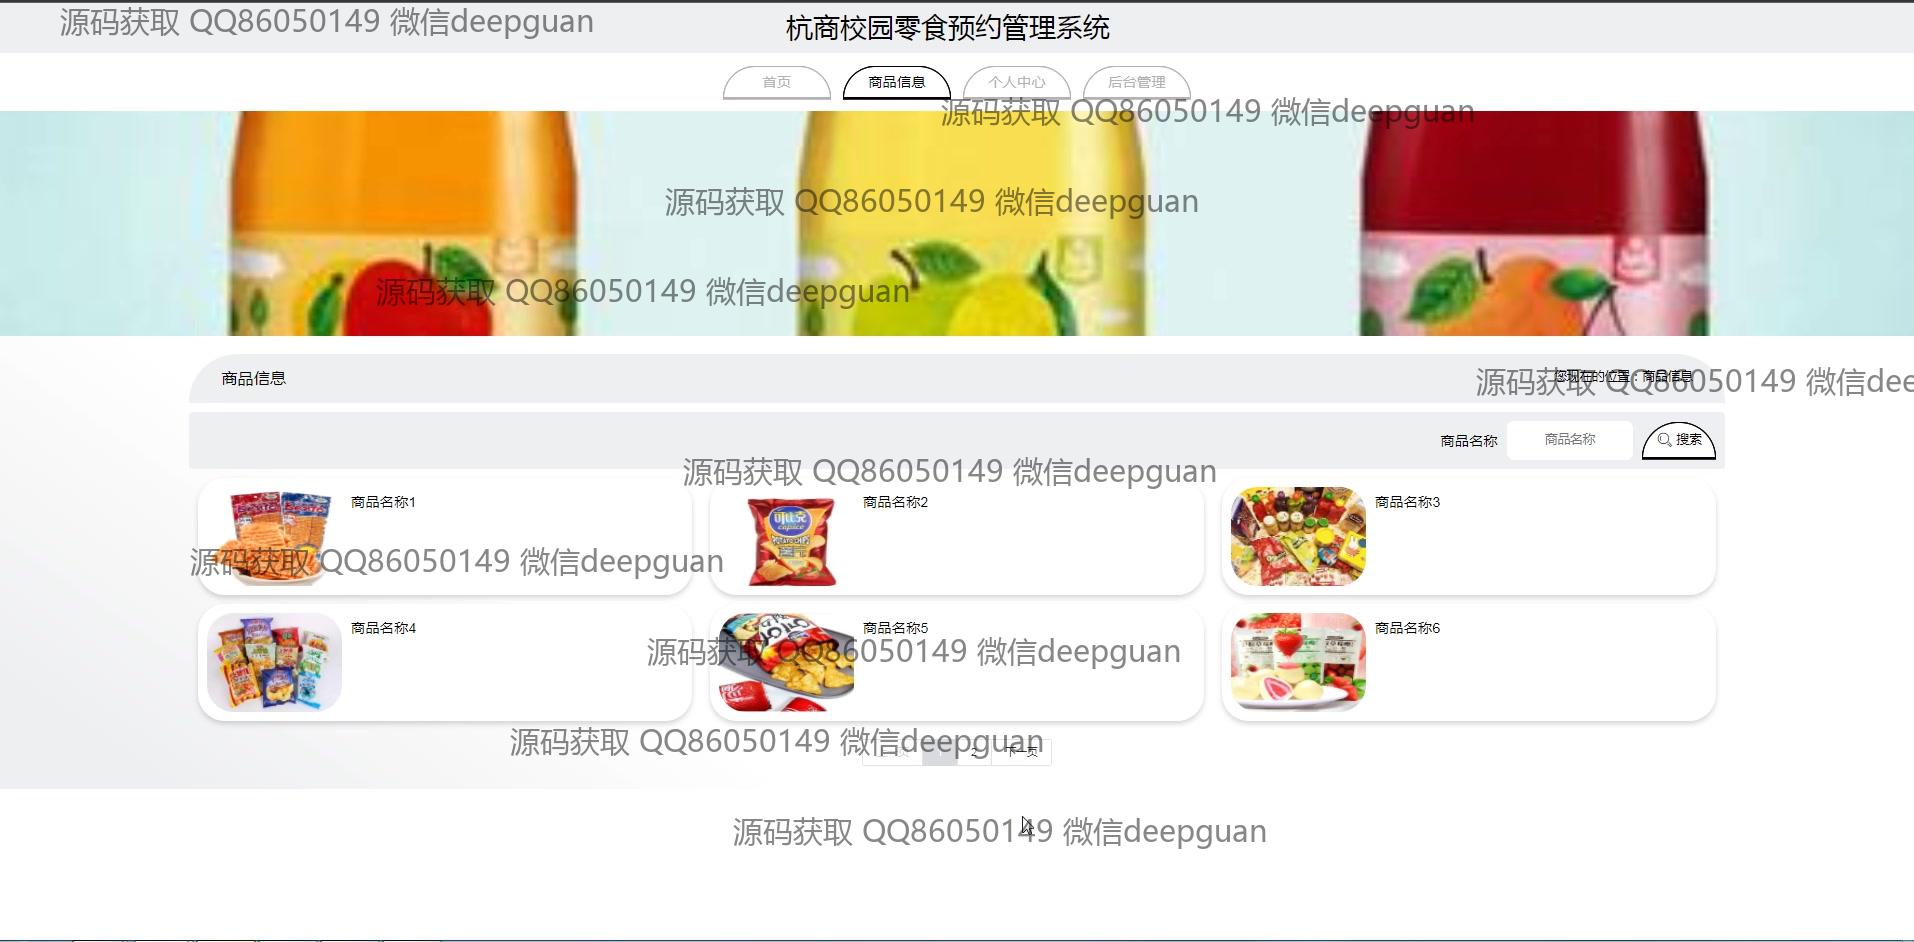 源码获取 QQ86050149 微信deepguan
杭商校园零食预约管理系统
首页 商品信息 个人中心 后台管理
源码获取 QQ86050149 微信deepguan
源码获取 QQ86050149 微信deepguan
源码获取 QQ86050149 微信deepguan
商品信息 您现在的位置：商品信息
源码获取 QQ86050149 微信dee
商品名称 商品名称 搜索
源码获取 QQ86050149 微信deepguan
商品名称1 商品名称2 商品名称3
可比克
POTATO CHIPS
源码获取 QQ86050149 微信deepguan
商品名称4 商品名称5 商品名称6
源码获取 QQ86050149 微信deepguan
源码获取 QQ86050149 微信deepguan
2 下一页
源码获取 QQ86050149 微信deepguan